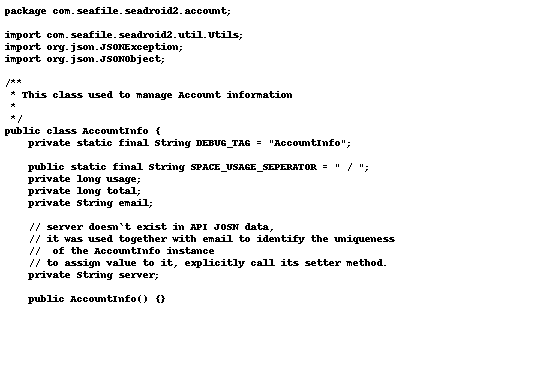 package com.seafile.seadroid2.account;

import com.seafile.seadroid2.util.Utils;
import org.json.JSONException;
import org.json.JSONObject;

/**
 * This class used to manage Account information
 *
 */
public class AccountInfo {
    private static final String DEBUG_TAG = "AccountInfo";

    public static final String SPACE_USAGE_SEPERATOR = " / ";
    private long usage;
    private long total;
    private String email;

    // server doesn`t exist in API JOSN data,
    // it was used together with email to identify the uniqueness
    //  of the AccountInfo instance
    // to assign value to it, explicitly call its setter method.
    private String server;

    public AccountInfo() {}